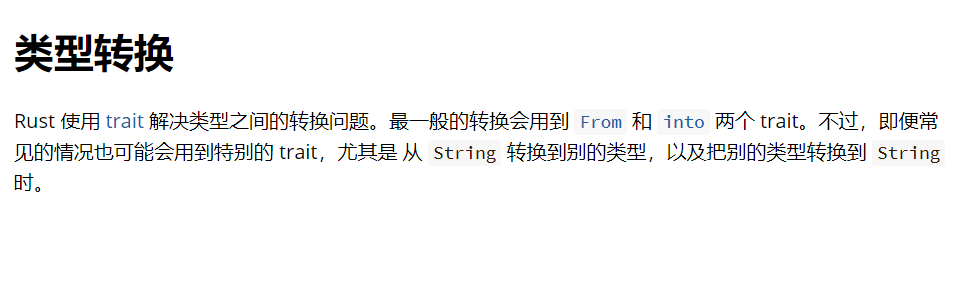 类型转换
Rust 使用 trait 解决类型之间的转换问题。最一般的转换会用到 From 和 into 两个 trait。不过，即便常
见的情况也可能会用到特别的 trait，尤其是 从 String 转换到别的类型，以及把别的类型转换到 String
时。